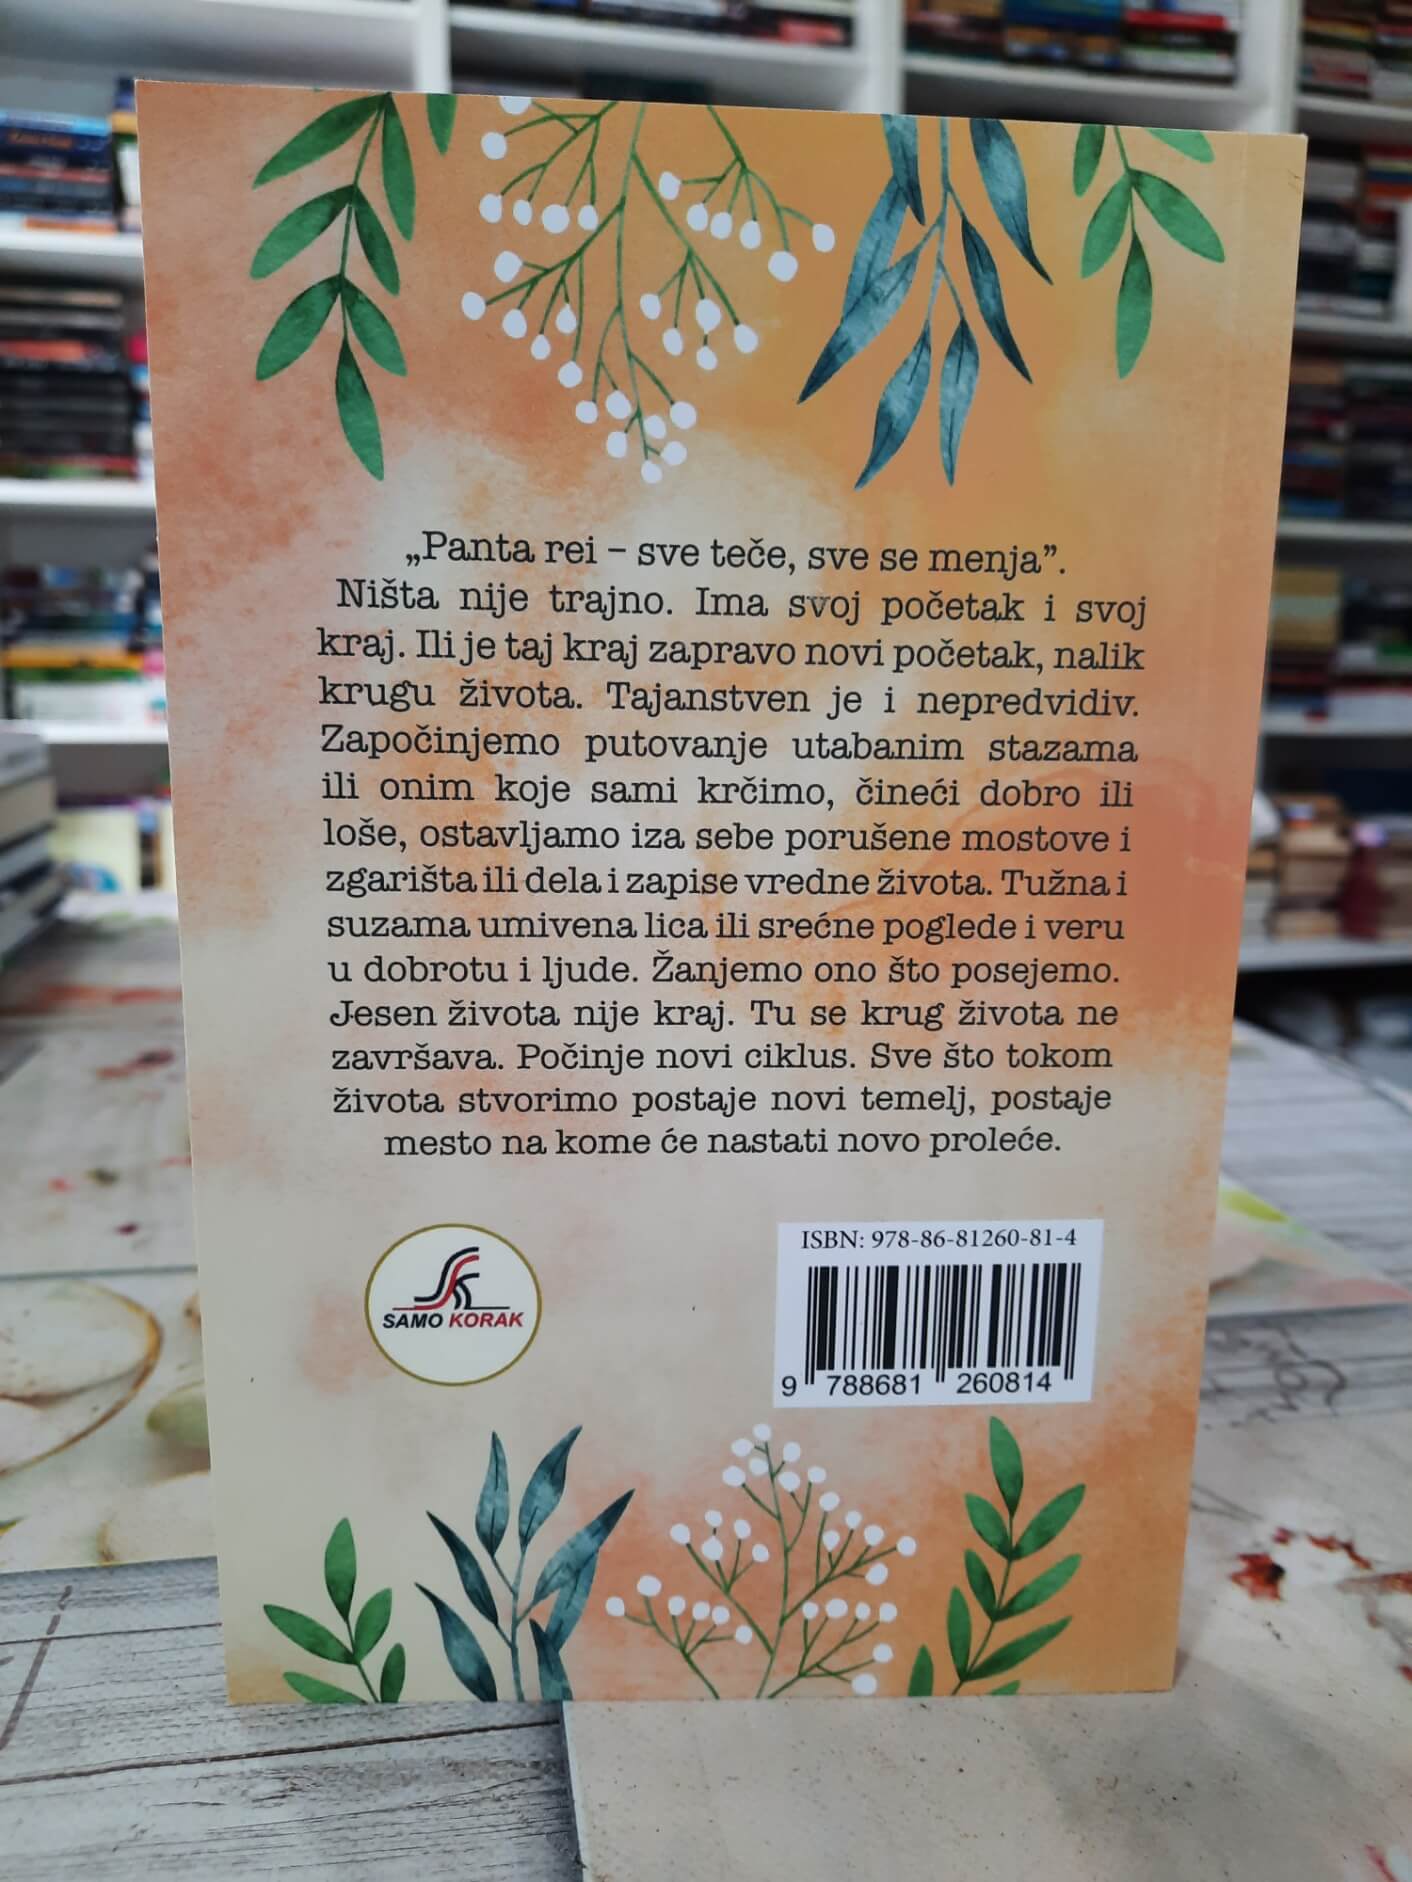 „Panta rei – sve teče, sve se menja”.
Ništa nije trajno. Ima svoj početak i svoj
kraj. Ili je taj kraj zapravo novi početak, nalik
krugu života. Tajanstven je i nepredvidiv.
Započinjemo putovanje utabanim stazama
ili onim koje sami krčimo, čineći dobro ili
loše, ostavljamo iza sebe porušene mostove i
zgarišta ili dela i zapise vredne života. Tužna i
suzama umivena lica ili srećne poglede i veru
u dobrotu i ljude. Žanjemo ono što posejemo.
Jesen života nije kraj. Tu se krug života ne
završava. Počinje novi ciklus. Sve što tokom
života stvorimo postaje novi temelj, postaje
mesto na kome će nastati novo proleće.
SAMO KORAK
ISBN: 978-86-81260-81-4
9 788681 260814